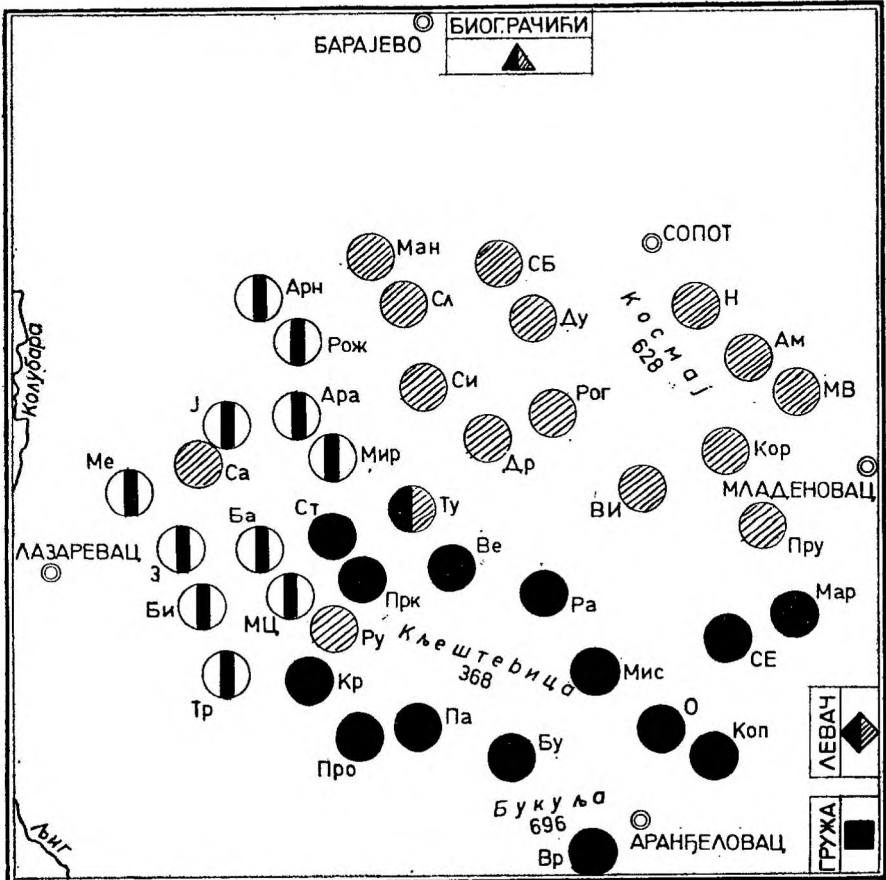 БАРАЈЕВО
БИОГРАЧИЋИ
Ман
СБ
СОПОТ
Арн
Сл
Ду
Н
Космај
628
Колубара
Рож
Ам
Си
МВ
Ј
Ара
Рог
Ме
Са
Мир
Др
Кор
МЛАДЕНОВАЦ
ВИ
Ба
Ст
Ту
Пру
ЛАЗАРЕВАЦ
З
Ве
Прк
Ра
Мар
Би
МЦ
Ру
Кљештевица
368
СЕ
Тр
Кр
Мис
Па
О
Коп
ЛЕВАЧ
Про
Бу
Букуља
696
Љиг
Вр
АРАНЂЕЛОВАЦ
ГРУЖА